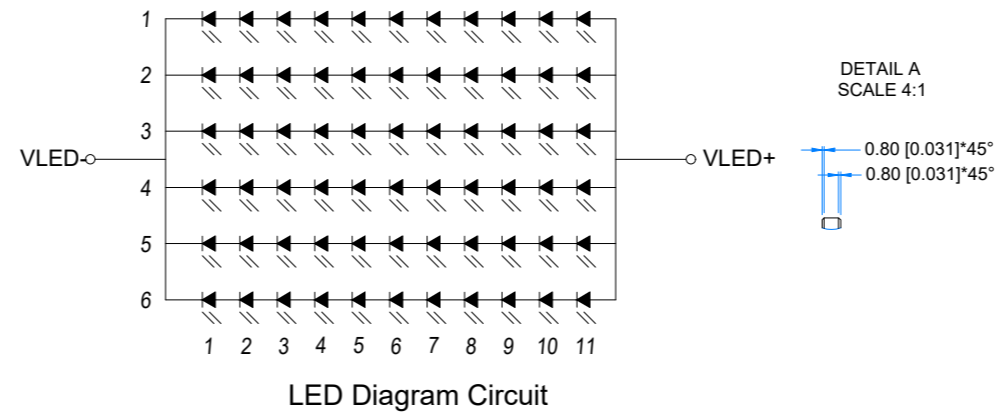 1
2
3
VLED-
VLED+
4
5
6
1 2 3 4 5 6 7 8 9 10 11
LED Diagram Circuit
DETAIL A
SCALE 4:1
0.80 [0.031]*45°
0.80 [0.031]*45°